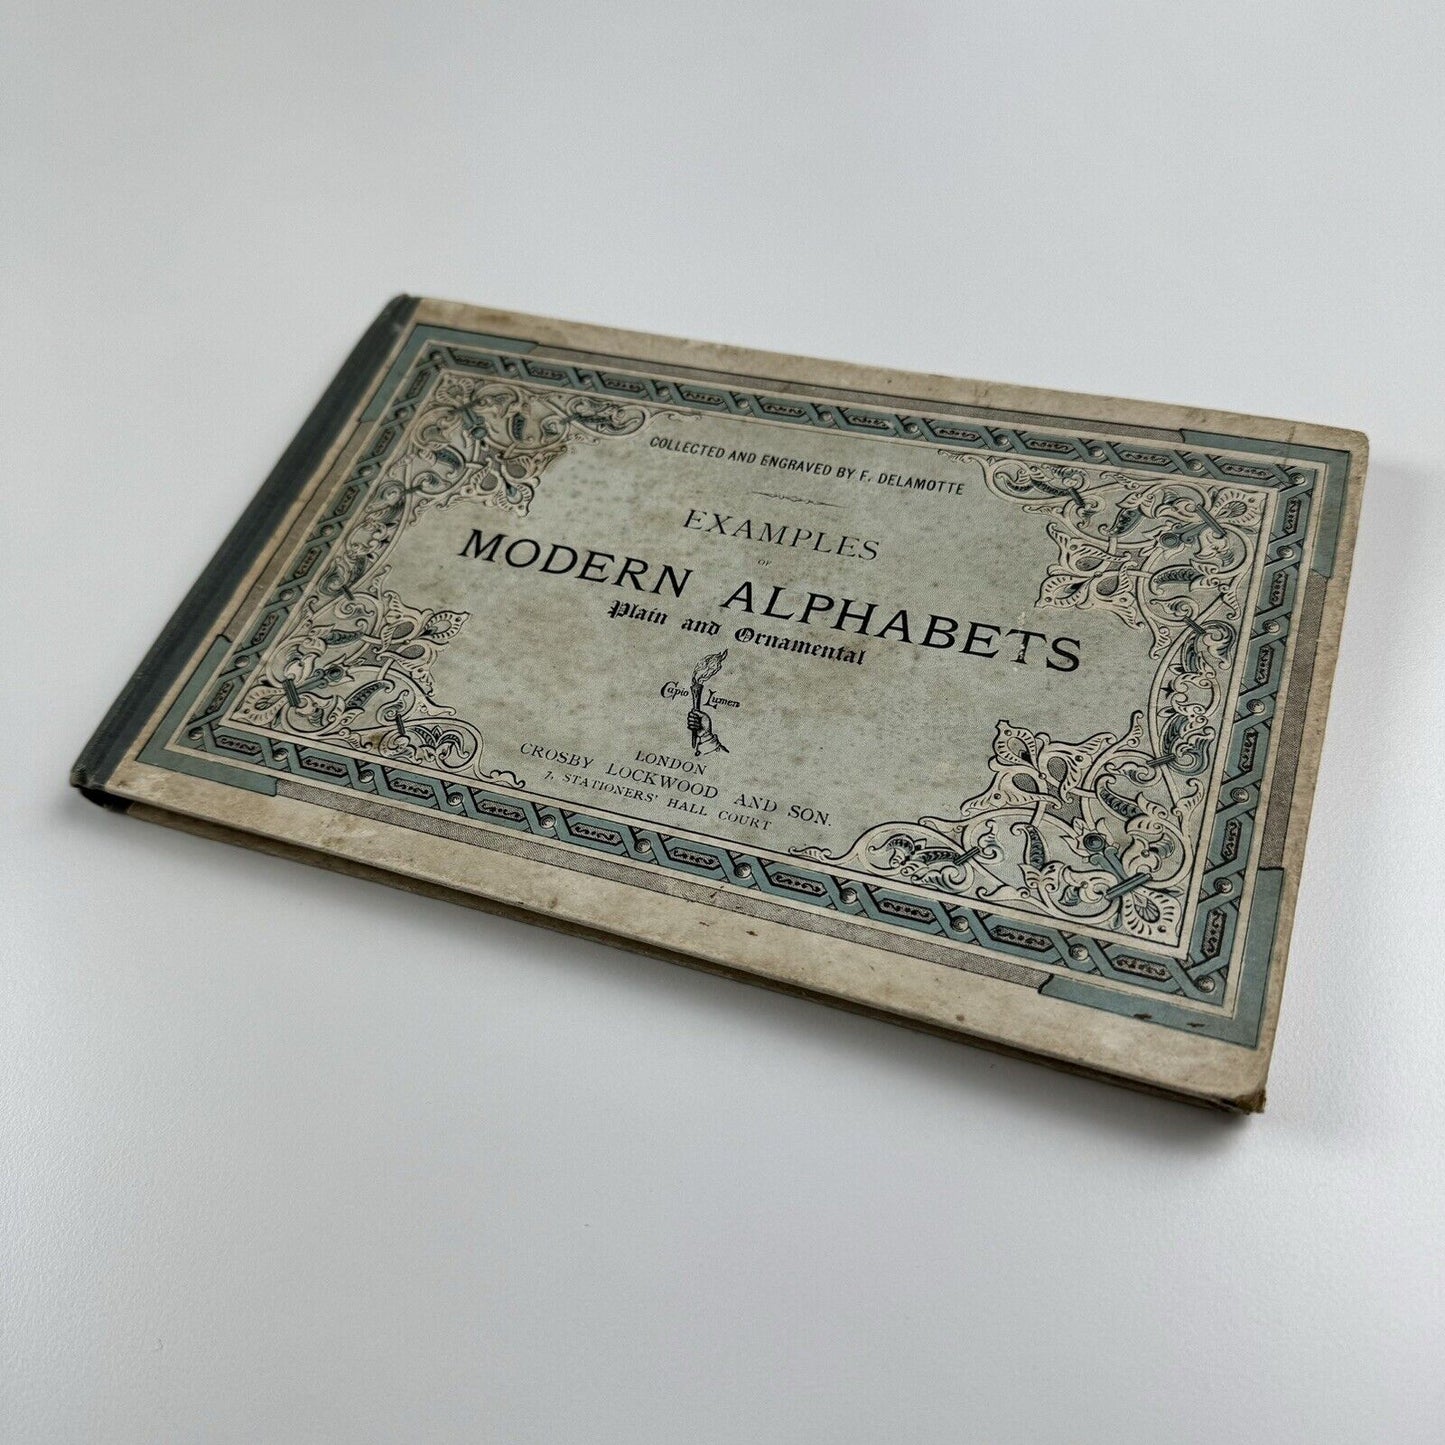 COLLECTED AND ENGRAVED BY F. DELAMOTTE
EXAMPLES
OF
MODERN ALPHABETS
Plain and Ornamental
Capio Lumen
LONDON
CROSBY LOCKWOOD AND SON.
7, STATIONERS' HALL COURT